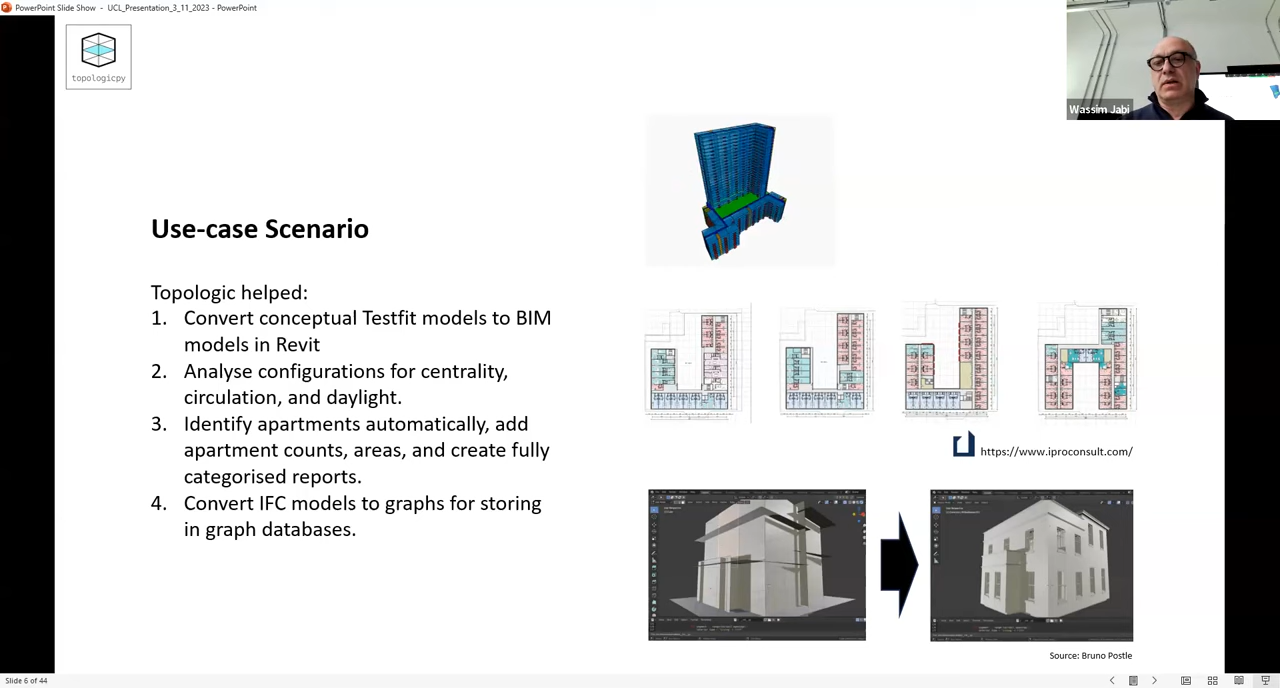 PowerPoint Slide Show - UCL_Presentation_3_11_2023 - PowerPoint
topologicpy
Wassim Jabi
Use-case Scenario
Topologic helped:
1. Convert conceptual Testfit models to BIM
models in Revit
2. Analyse configurations for centrality,
circulation, and daylight.
3. Identify apartments automatically, add
apartment counts, areas, and create fully
categorised reports.
4. Convert IFC models to graphs for storing
in graph databases.
https://www.iproconsult.com/
Source: Bruno Postle
Slide 6 of 44